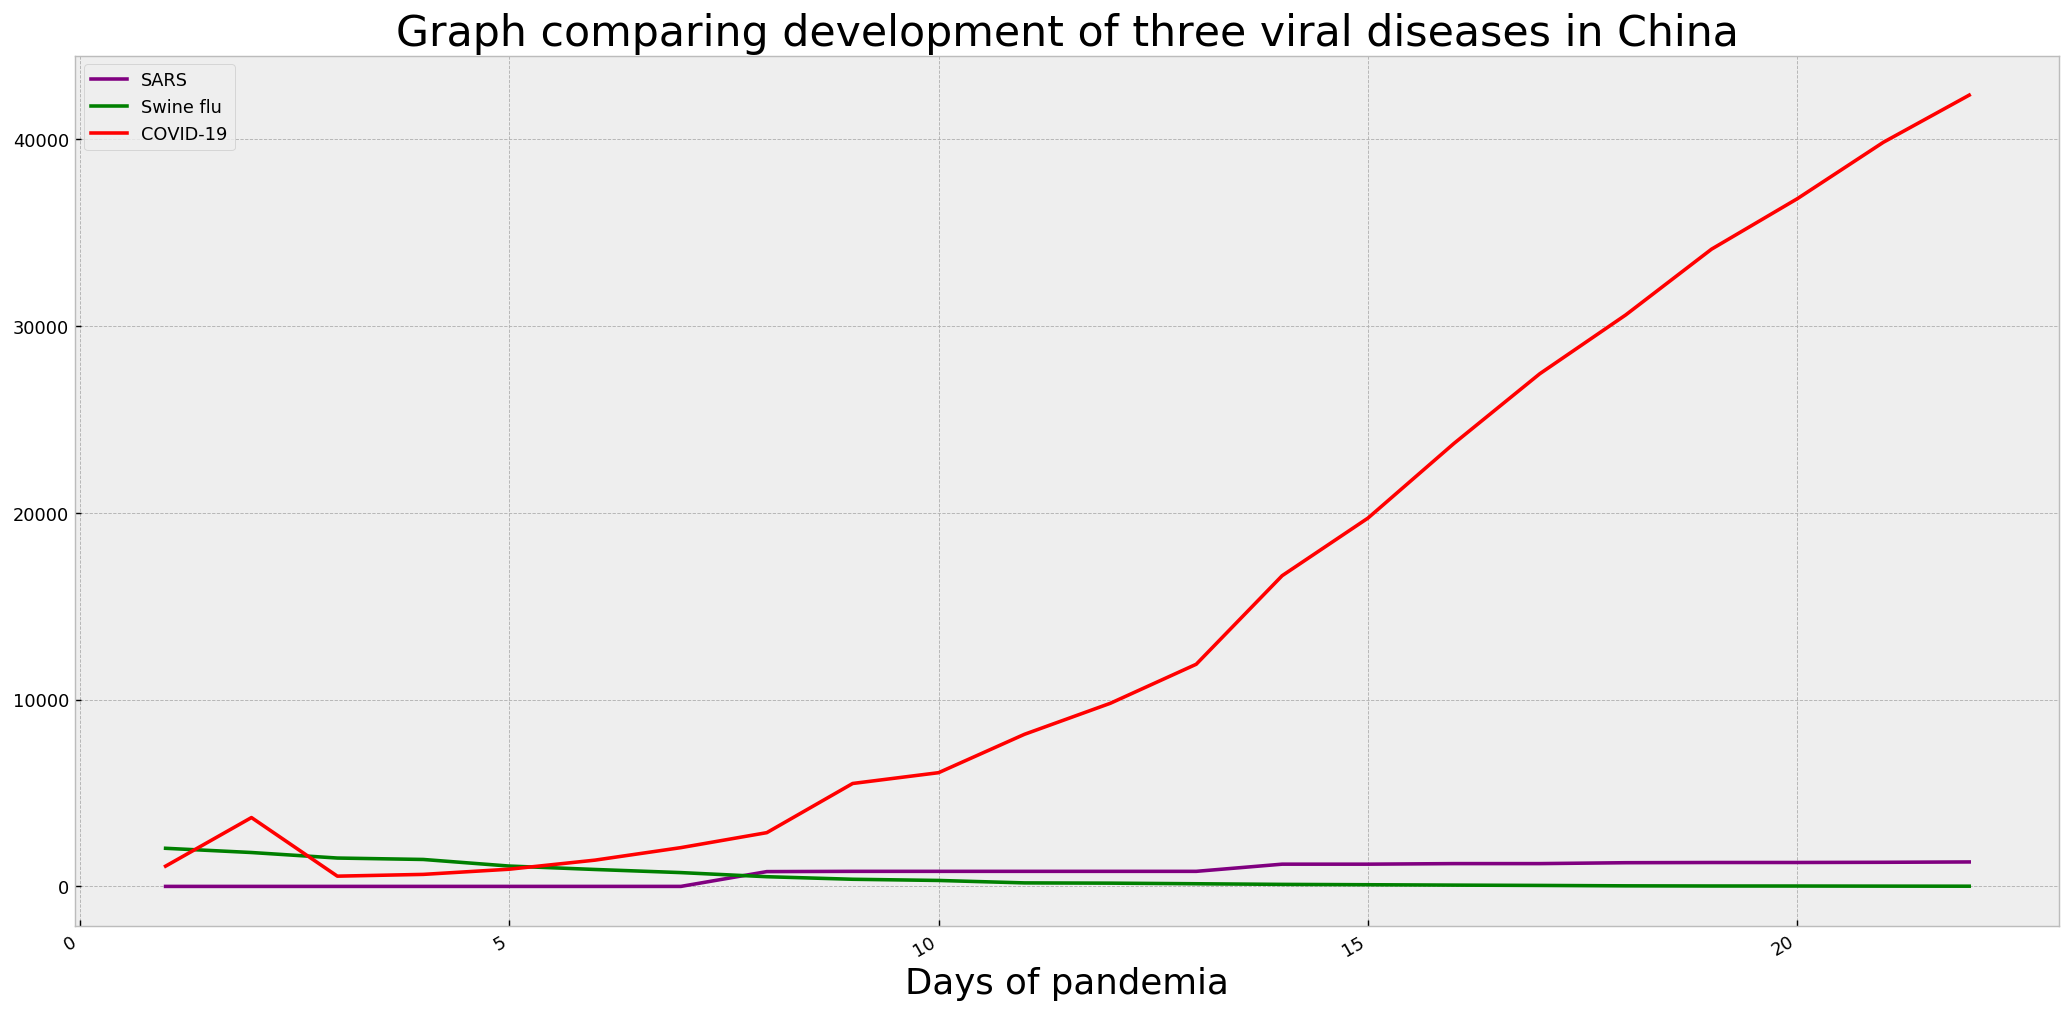 Graph comparing development of three viral diseases in China
SARS
Swine flu
COVID-19
40000
30000
20000
10000
0
0
5
10
15
20
Days of pandemia